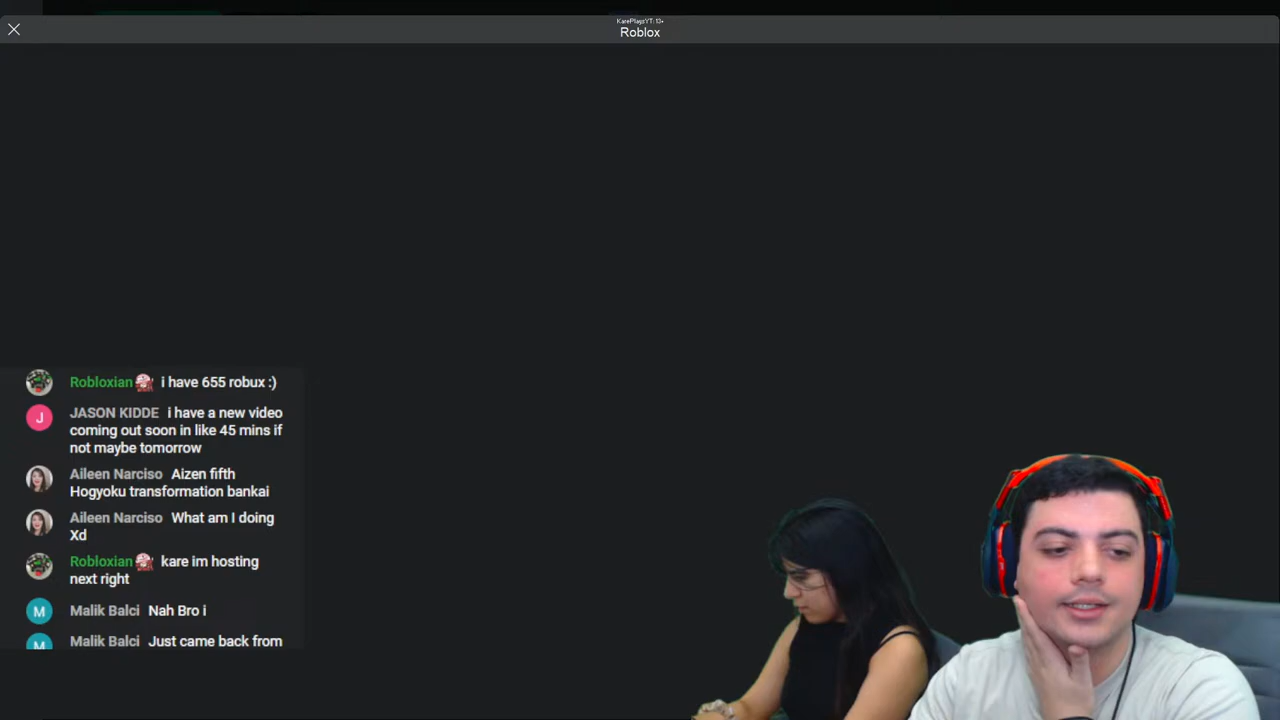 KarePlayzYT: 13+
Roblox
Robloxian i have 655 robux :)
J JASON KIDDE i have a new video
coming out soon in like 45 mins if
not maybe tomorrow
Aileen Narciso Aizen fifth
Hogyoku transformation bankai
Aileen Narciso What am I doing
Xd
Robloxian kare im hosting
next right
M Malik Balci Nah Bro i
M Malik Balci Just came back from